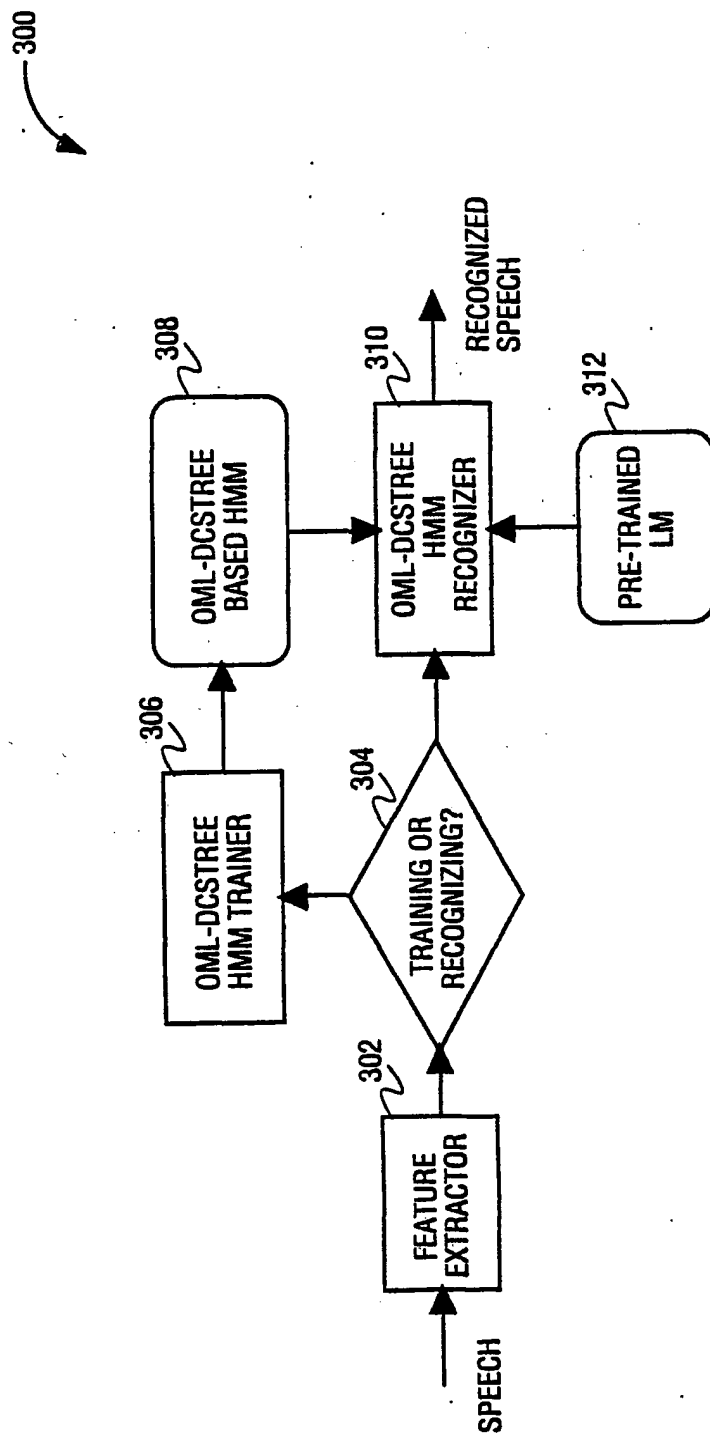 300
308
OML-DCSTREE
BASED HMM
306
OML-DCSTREE
HMM TRAINER
310
OML-DCSTREE
HMM
RECOGNIZER
RECOGNIZED
SPEECH
304
TRAINING OR
RECOGNIZING?
302
FEATURE
EXTRACTOR
SPEECH
312
PRE-TRAINED
LM